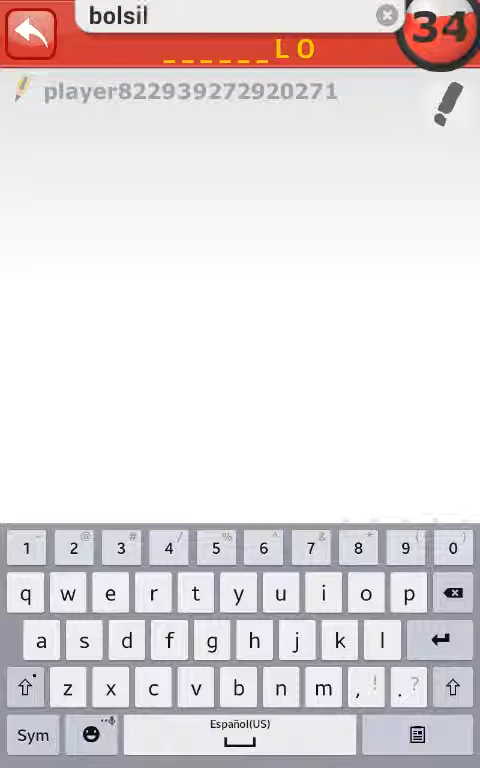 bolsil
34
_ _ _ _ _ _ L O
player822939272920271
!
1 - 2 @ 3 # 4 / 5 % 6 ^ 7 & 8 * 9 ( 0 )
q w e r t y u i o p
a s d f g h j k l
z x c v b n m , ! . ?
Sym Español(US)